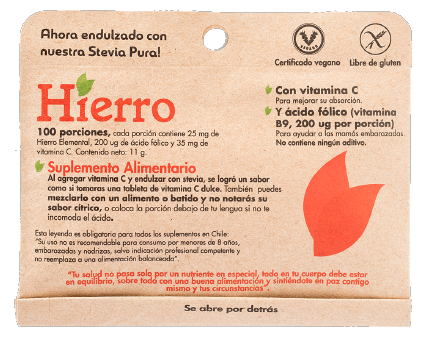 Ahora endulzado con
nuestra Stevia Pura!
Certificado vegano
Libre de gluten
Hierro
100 porciones, cada porción contiene 25 mg de
Hierro Elemental, 200 ug de ácido fólico y 35 mg de
vitamina C. Contenido neto: 11 g.
Con vitamina C
Para mejorar su absorción.
Y ácido fólico (vitamina
B9, 200 ug por porción)
Para ayudar a las mamás embarazadas.
No contiene ningún aditivo.
Suplemento Alimentario
Al agregar vitamina C y endulzar con stevia, se logró un sabor
como si tomaras una tableta de vitamina C dulce. También puedes
mezclarlo con un alimento o batido y no notarás su
sabor cítrico, o coloca la porción debajo de tu lengua si no te
incomoda el ácido.
Esta leyenda es obligatoria para todos los suplementos en Chile:
"Su uso no es recomendable para consumo por menores de 8 años,
embarazadas y nodrizas, salvo indicación profesional competente y
no reemplaza a una alimentación balanceada".
"Tu salud no pasa solo por un nutriente en especial, todo en tu cuerpo debe estar
en equilibrio, sobre todo con una buena alimentación y sintiéndote en paz contigo
mismo y tus circunstancias".
Se abre por detrás